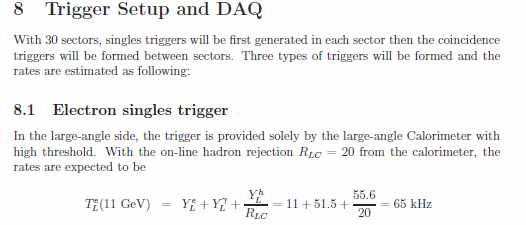 8 Trigger Setup and DAQ
With 30 sectors, singles triggers will be first generated in each sector then the coincidence
triggers will be formed between sectors. Three types of triggers will be formed and the
rates are estimated as following:
8.1 Electron singles trigger
In the large-angle side, the trigger is provided solely by the large-angle Calorimeter with
high threshold. With the on-line hadron rejection R_{LC} = 20 from the calorimeter, the
rates are expected to be
T_L^e(11 GeV) = Y_L^e + Y_L^γ + \frac{Y_L^h}{R_{LC}} = 11 + 51.5 + \frac{55.6}{20} = 65 kHz